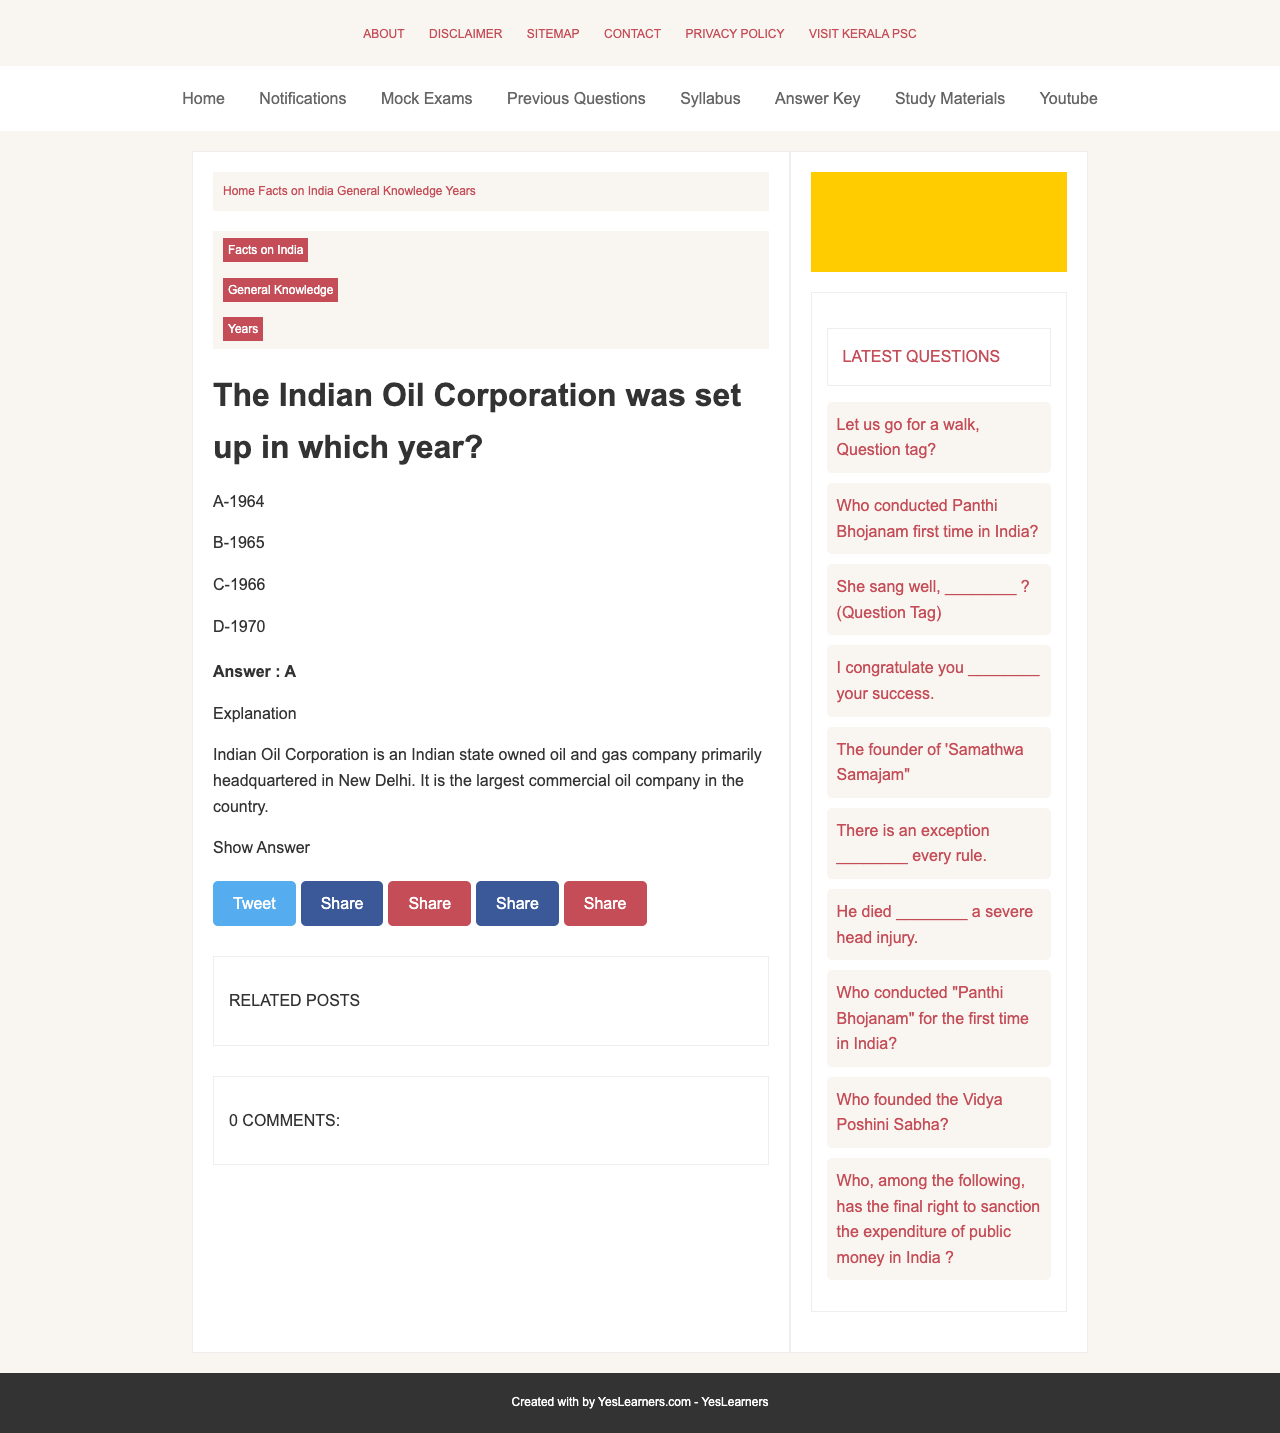 ABOUT DISCLAIMER SITEMAP CONTACT PRIVACY POLICY VISIT KERALA PSC
Home Notifications Mock Exams Previous Questions Syllabus Answer Key Study Materials Youtube
Home Facts on India General Knowledge Years
Facts on India
General Knowledge
Years
The Indian Oil Corporation was set
up in which year?
A-1964
B-1965
C-1966
D-1970
Answer : A
Explanation
Indian Oil Corporation is an Indian state owned oil and gas company primarily
headquartered in New Delhi. It is the largest commercial oil company in the
country.
Show Answer
Tweet Share Share Share Share
RELATED POSTS
0 COMMENTS:
LATEST QUESTIONS
Let us go for a walk,
Question tag?
Who conducted Panthi
Bhojanam first time in India?
She sang well, ________ ?
(Question Tag)
I congratulate you ________
your success.
The founder of 'Samathwa
Samajam"
There is an exception
________ every rule.
He died ________ a severe
head injury.
Who conducted "Panthi
Bhojanam" for the first time
in India?
Who founded the Vidya
Poshini Sabha?
Who, among the following,
has the final right to sanction
the expenditure of public
money in India ?
Created with by YesLearners.com - YesLearners